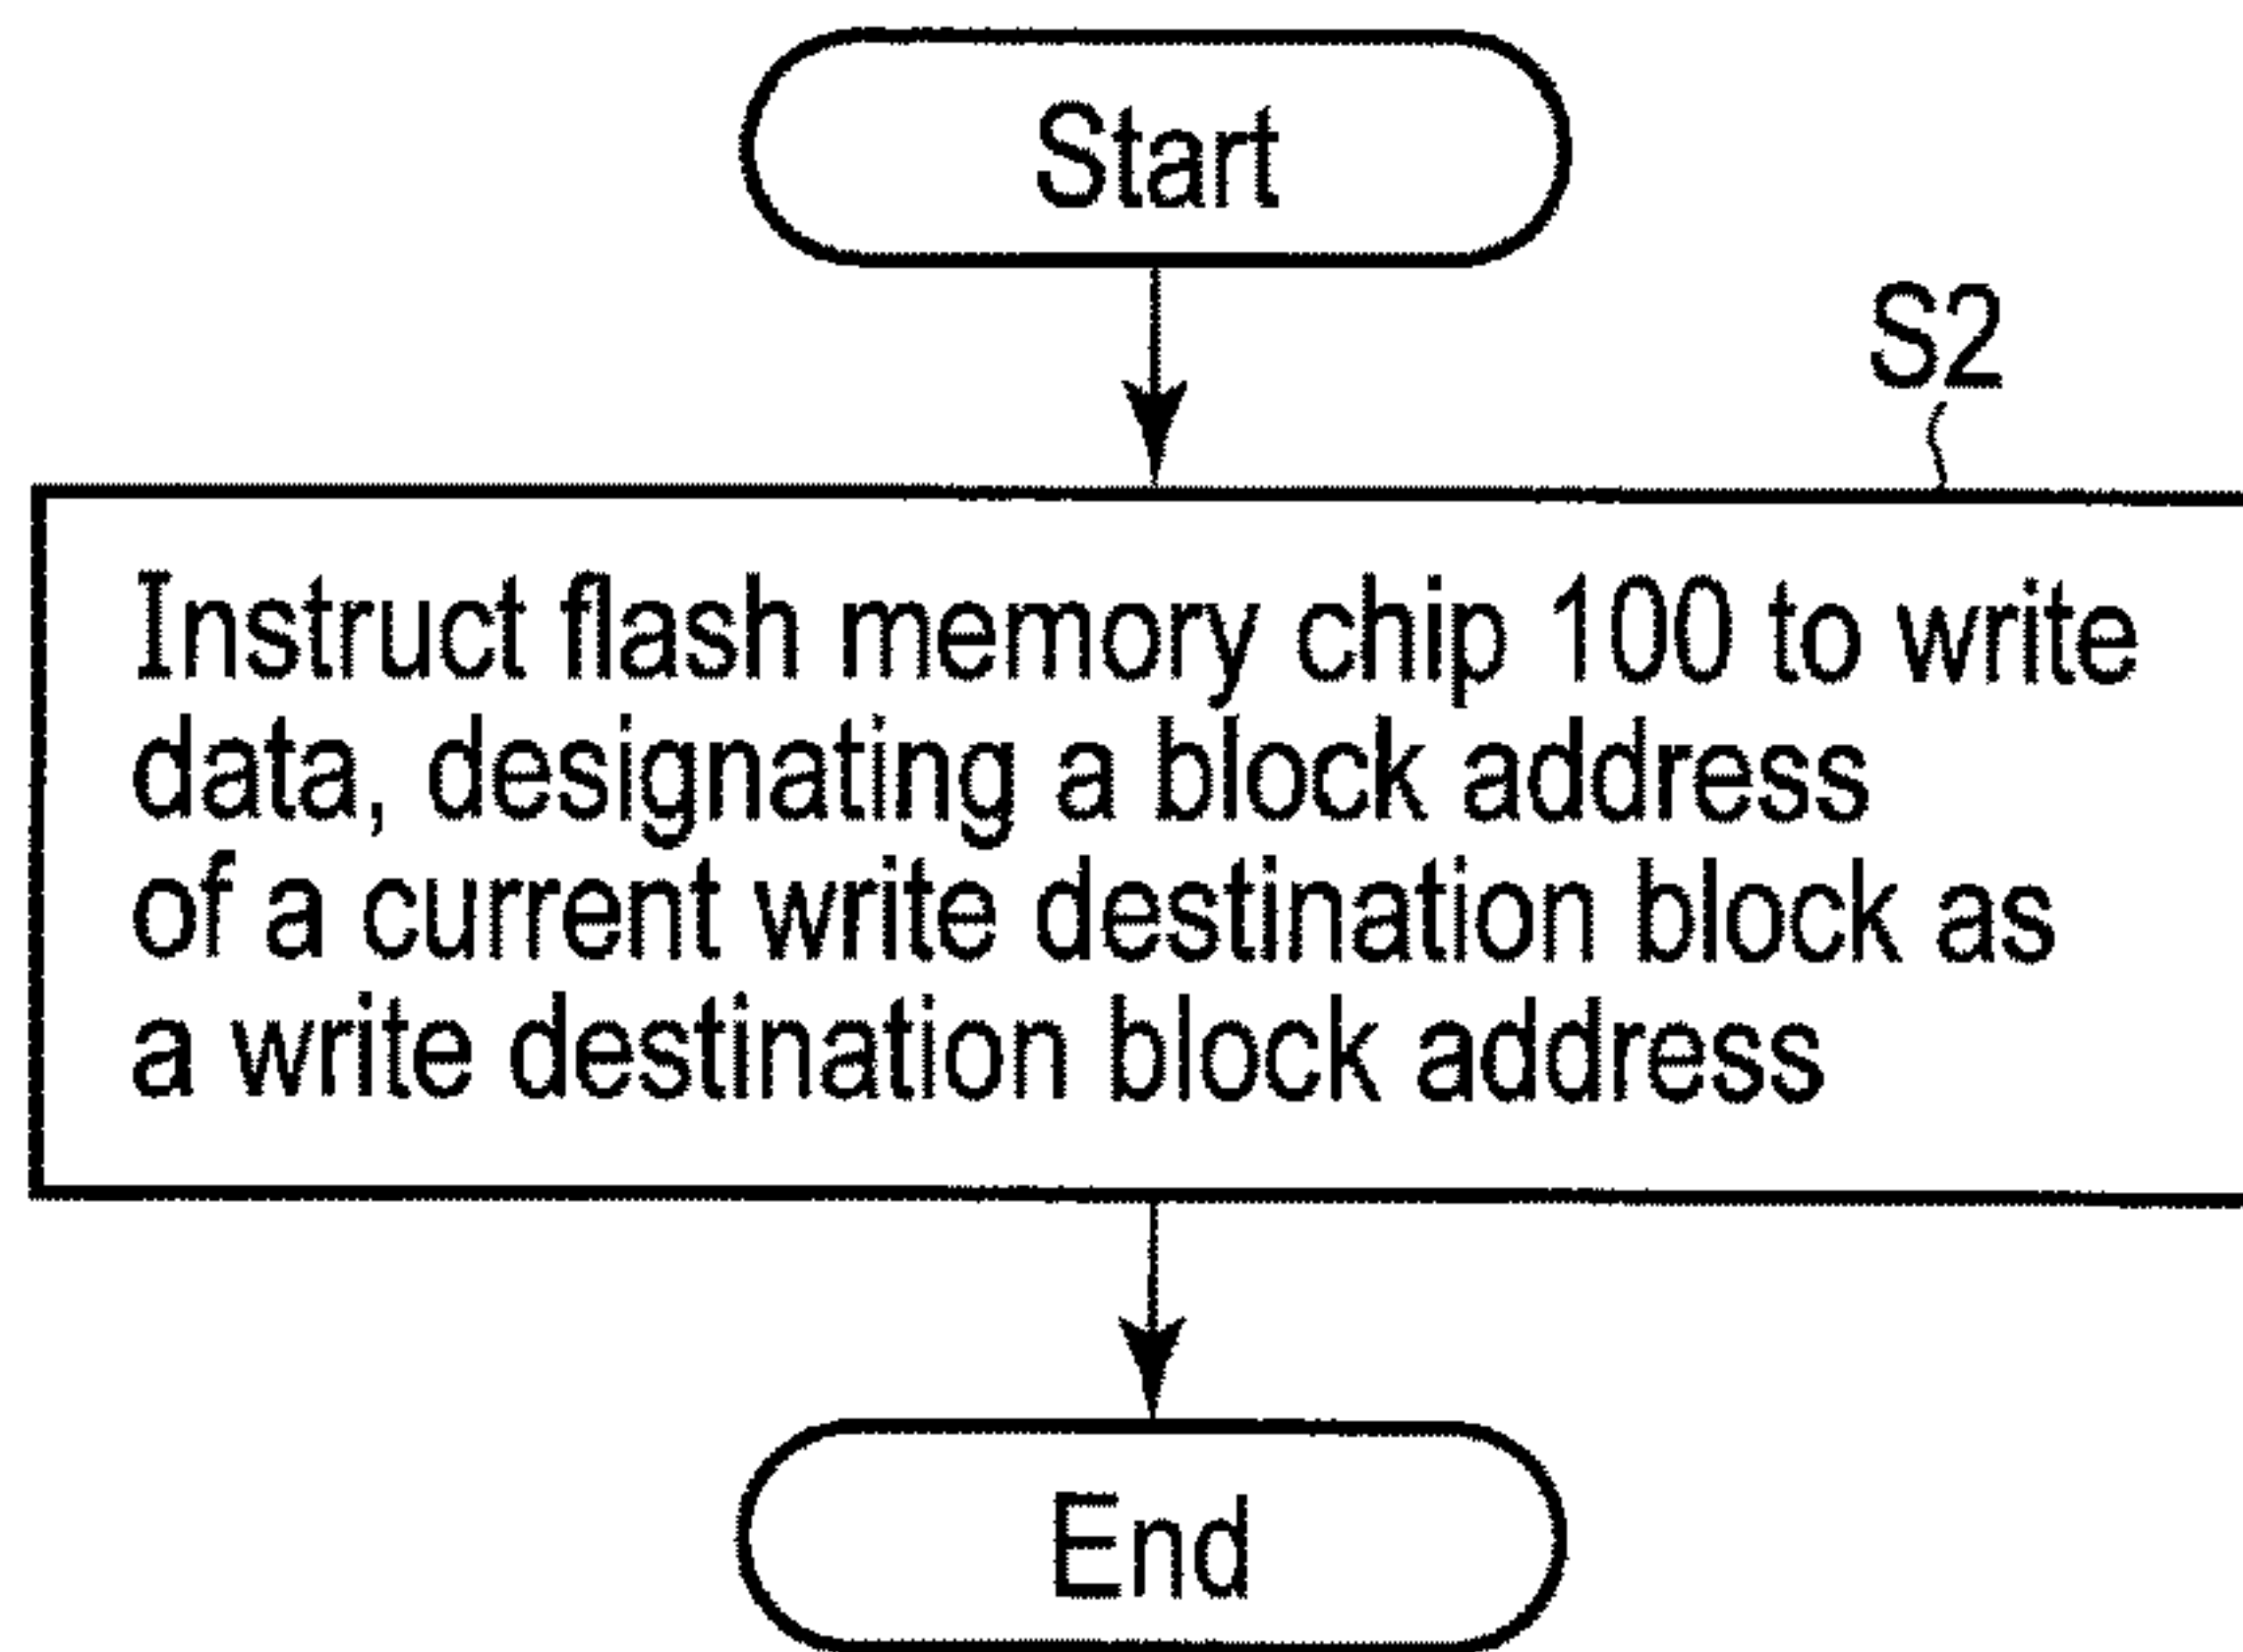 Start
S2
Instruct flash memory chip 100 to write
data, designating a block address
of a current write destination block as
a write destination block address
End